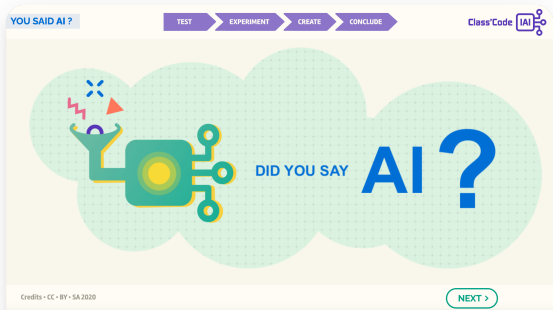 YOU SAID AI ?
TEST
EXPERIMENT
CREATE
CONCLUDE
Class'Code IAI
DID YOU SAY AI ?
Credits • CC • BY • SA 2020
NEXT >